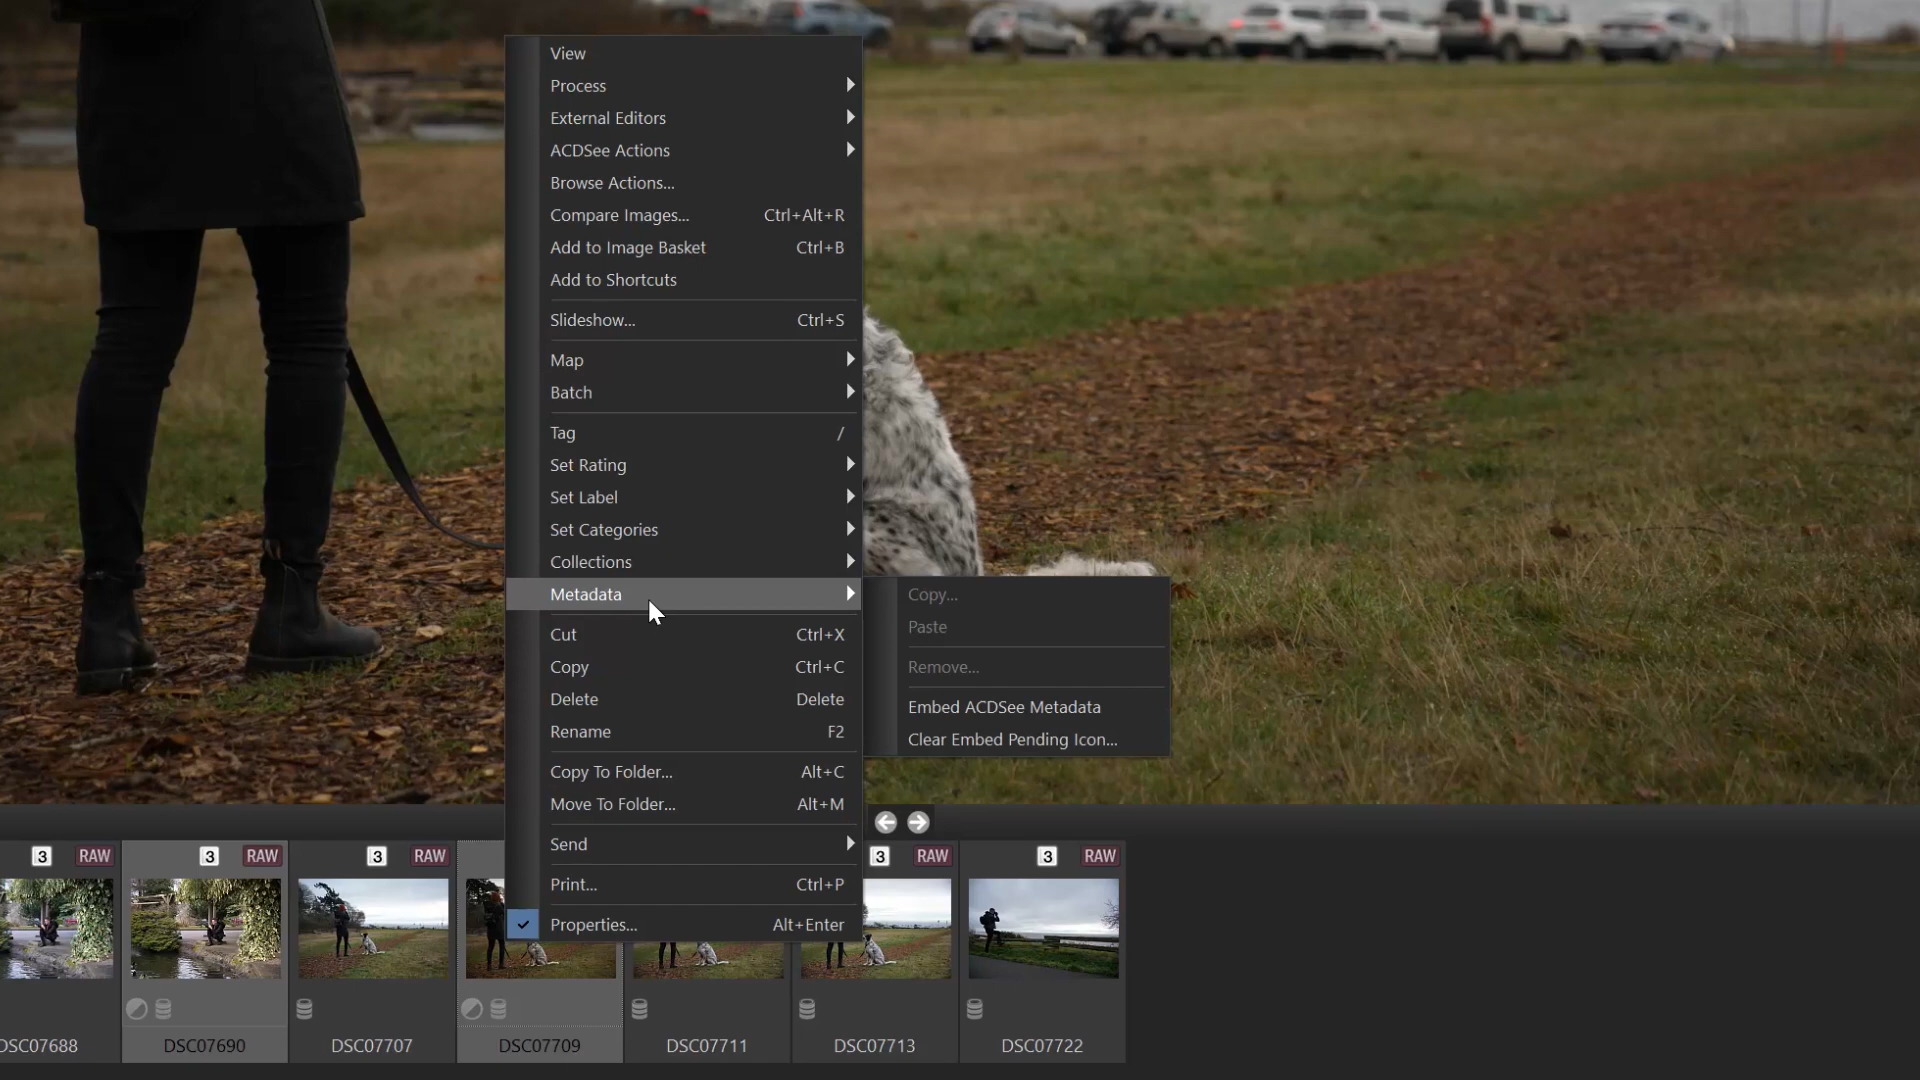 View
Process
External Editors
ACDSee Actions
Browse Actions...
Compare Images... Ctrl+Alt+R
Add to Image Basket Ctrl+B
Add to Shortcuts
Slideshow... Ctrl+S
Map
Batch
Tag /
Set Rating
Set Label
Set Categories
Collections
Metadata
Copy...
Paste
Remove...
Embed ACDSee Metadata
Clear Embed Pending Icon...
Cut Ctrl+X
Copy Ctrl+C
Delete Delete
Rename F2
Copy To Folder... Alt+C
Move To Folder... Alt+M
Send
Print... Ctrl+P
Properties... Alt+Enter
3 RAW 3 RAW 3 RAW 3 RAW 3 RAW
DSC07688 DSC07690 DSC07707 DSC07709 DSC07711 DSC07713 DSC07722